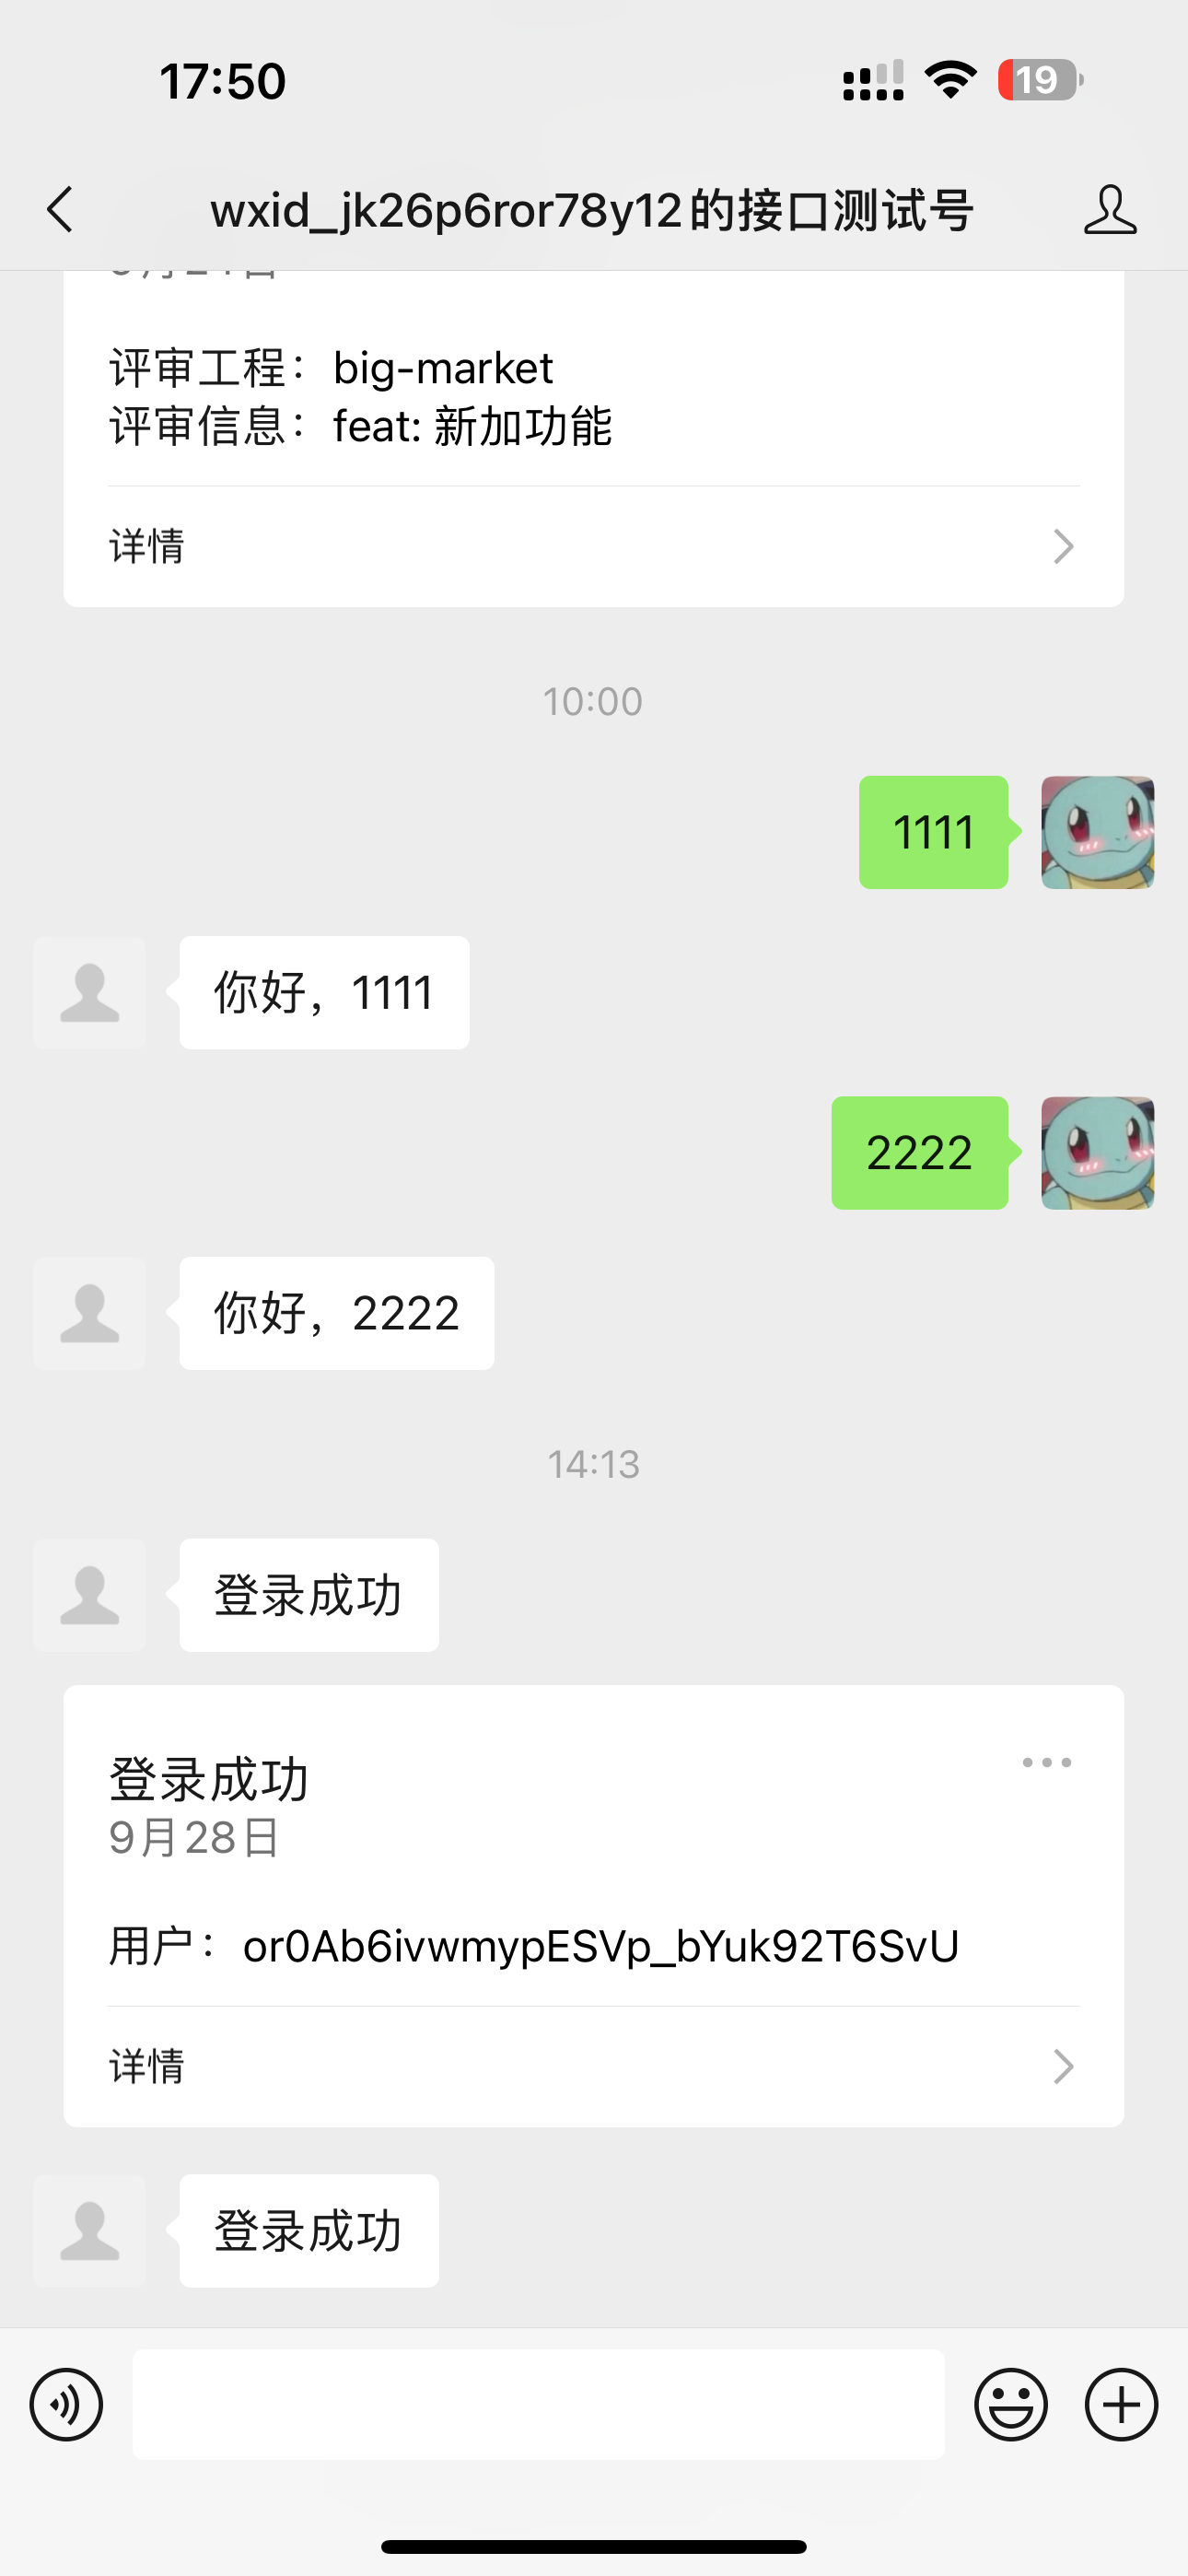 17:50
19
wxid_jk26p6ror78y12的接口测试号
评审工程：big-market
评审信息：feat: 新加功能
详情
10:00
1111
你好，1111
2222
你好，2222
14:13
登录成功
登录成功
9月28日
用户：or0Ab6ivwmypESVp_bYuk92T6SvU
详情
登录成功